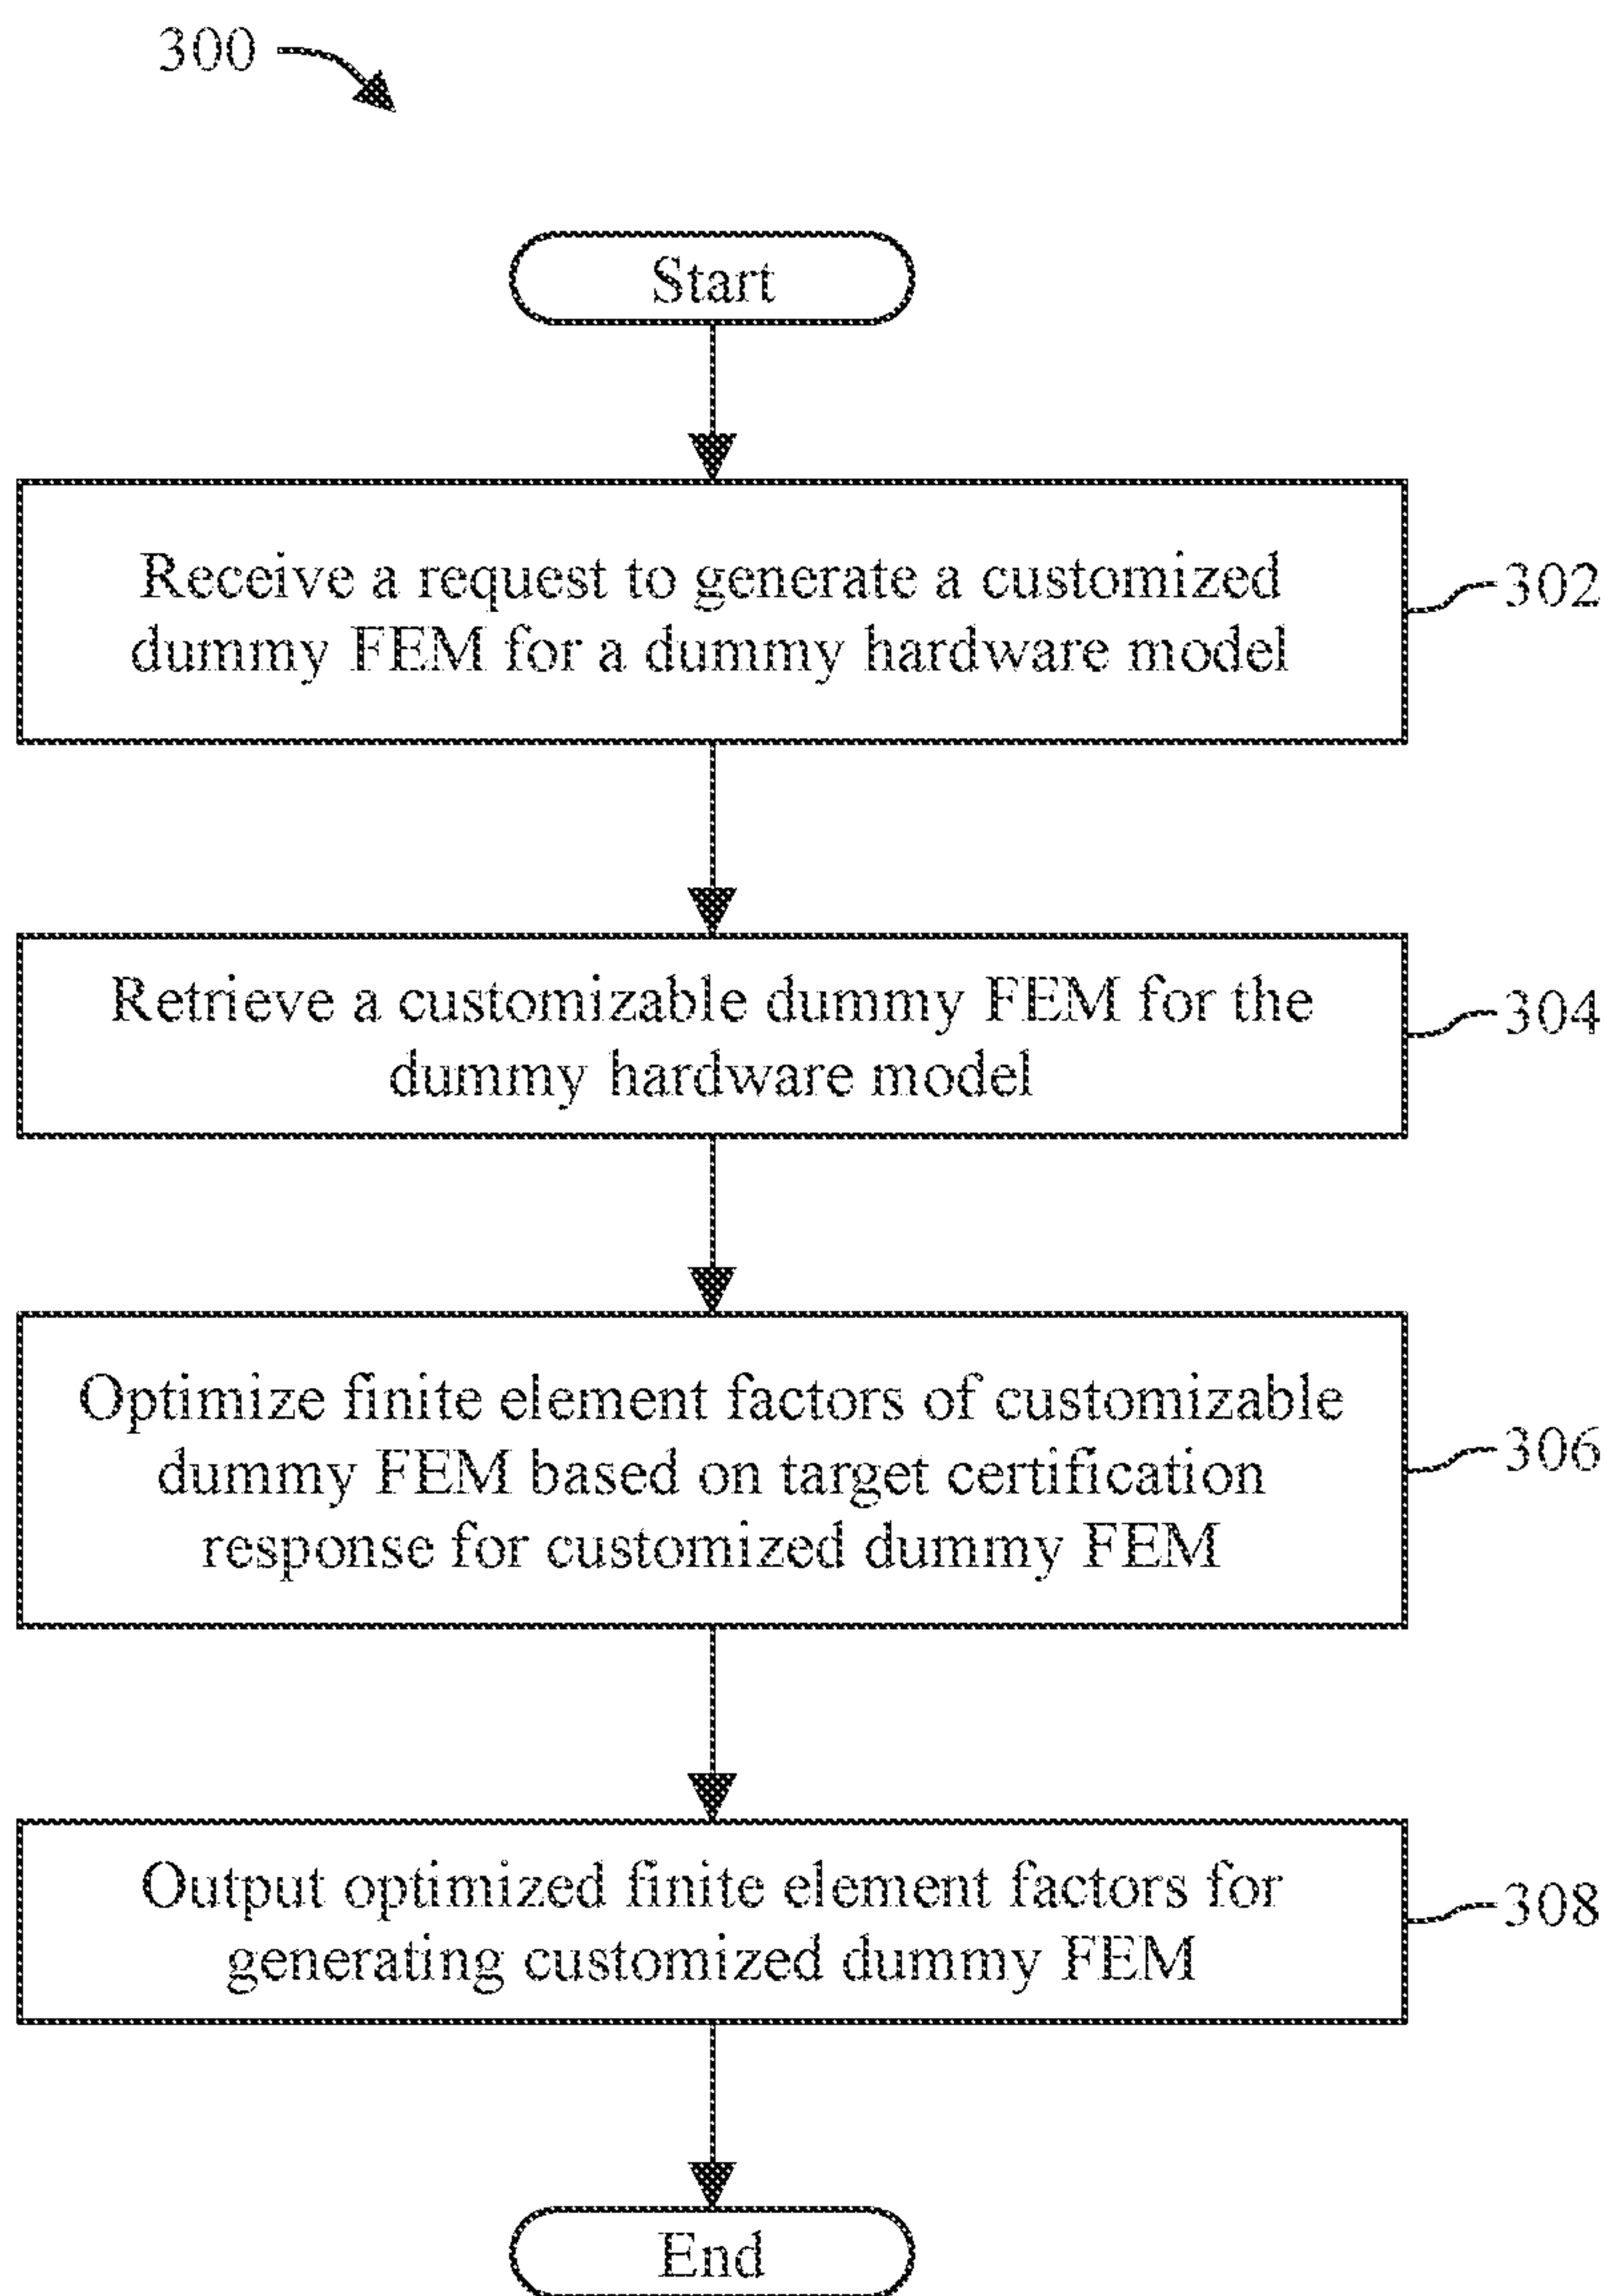 300
Start
Receive a request to generate a customized
dummy FEM for a dummy hardware model
302
Retrieve a customizable dummy FEM for the
dummy hardware model
304
Optimize finite element factors of customizable
dummy FEM based on target certification
response for customized dummy FEM
306
Output optimized finite element factors for
generating customized dummy FEM
308
End